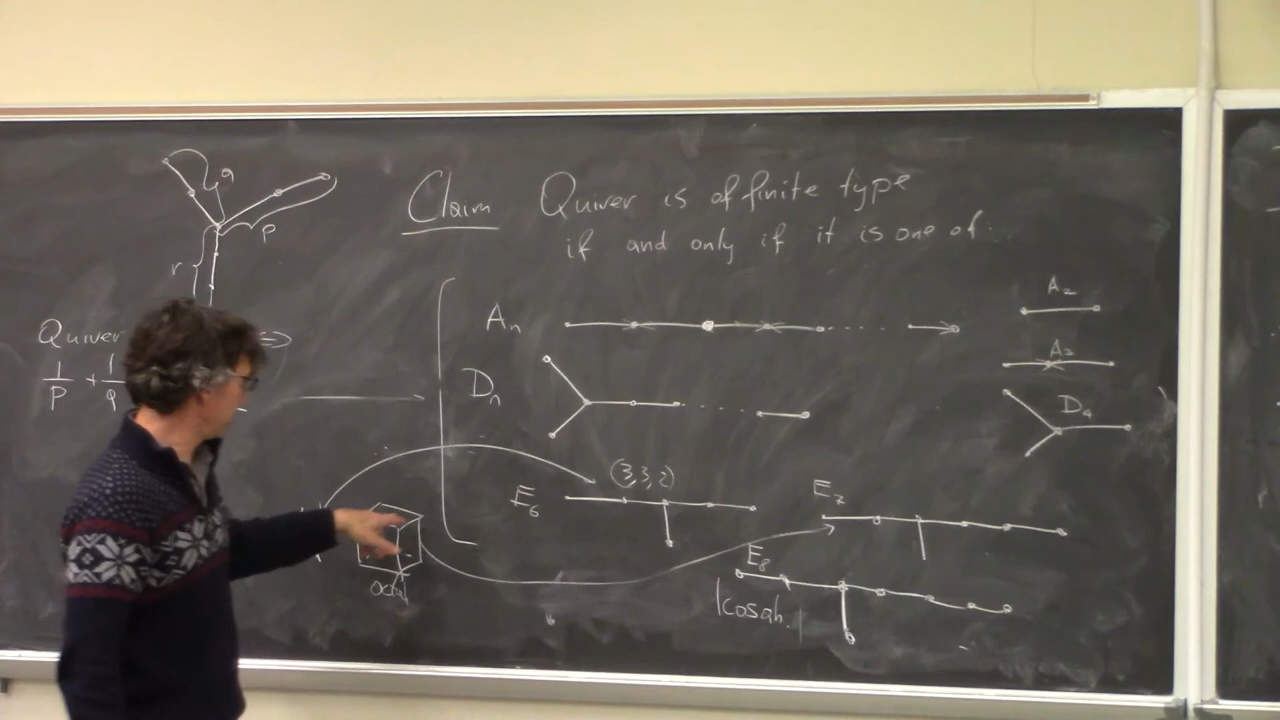 Claim Quiver is of finite type
if and only if it is one of..
q
p
r
Quiver
⇔
1/p + 1/q
A_n
D_n
(3,3,2)
E_6
E_7
E_8
Icosah.
octa
A_2
A_3
D_4